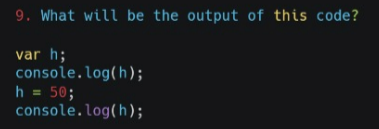 9. What will be the output of this code?
var h;
console.log(h);
h = 50;
console.log(h);